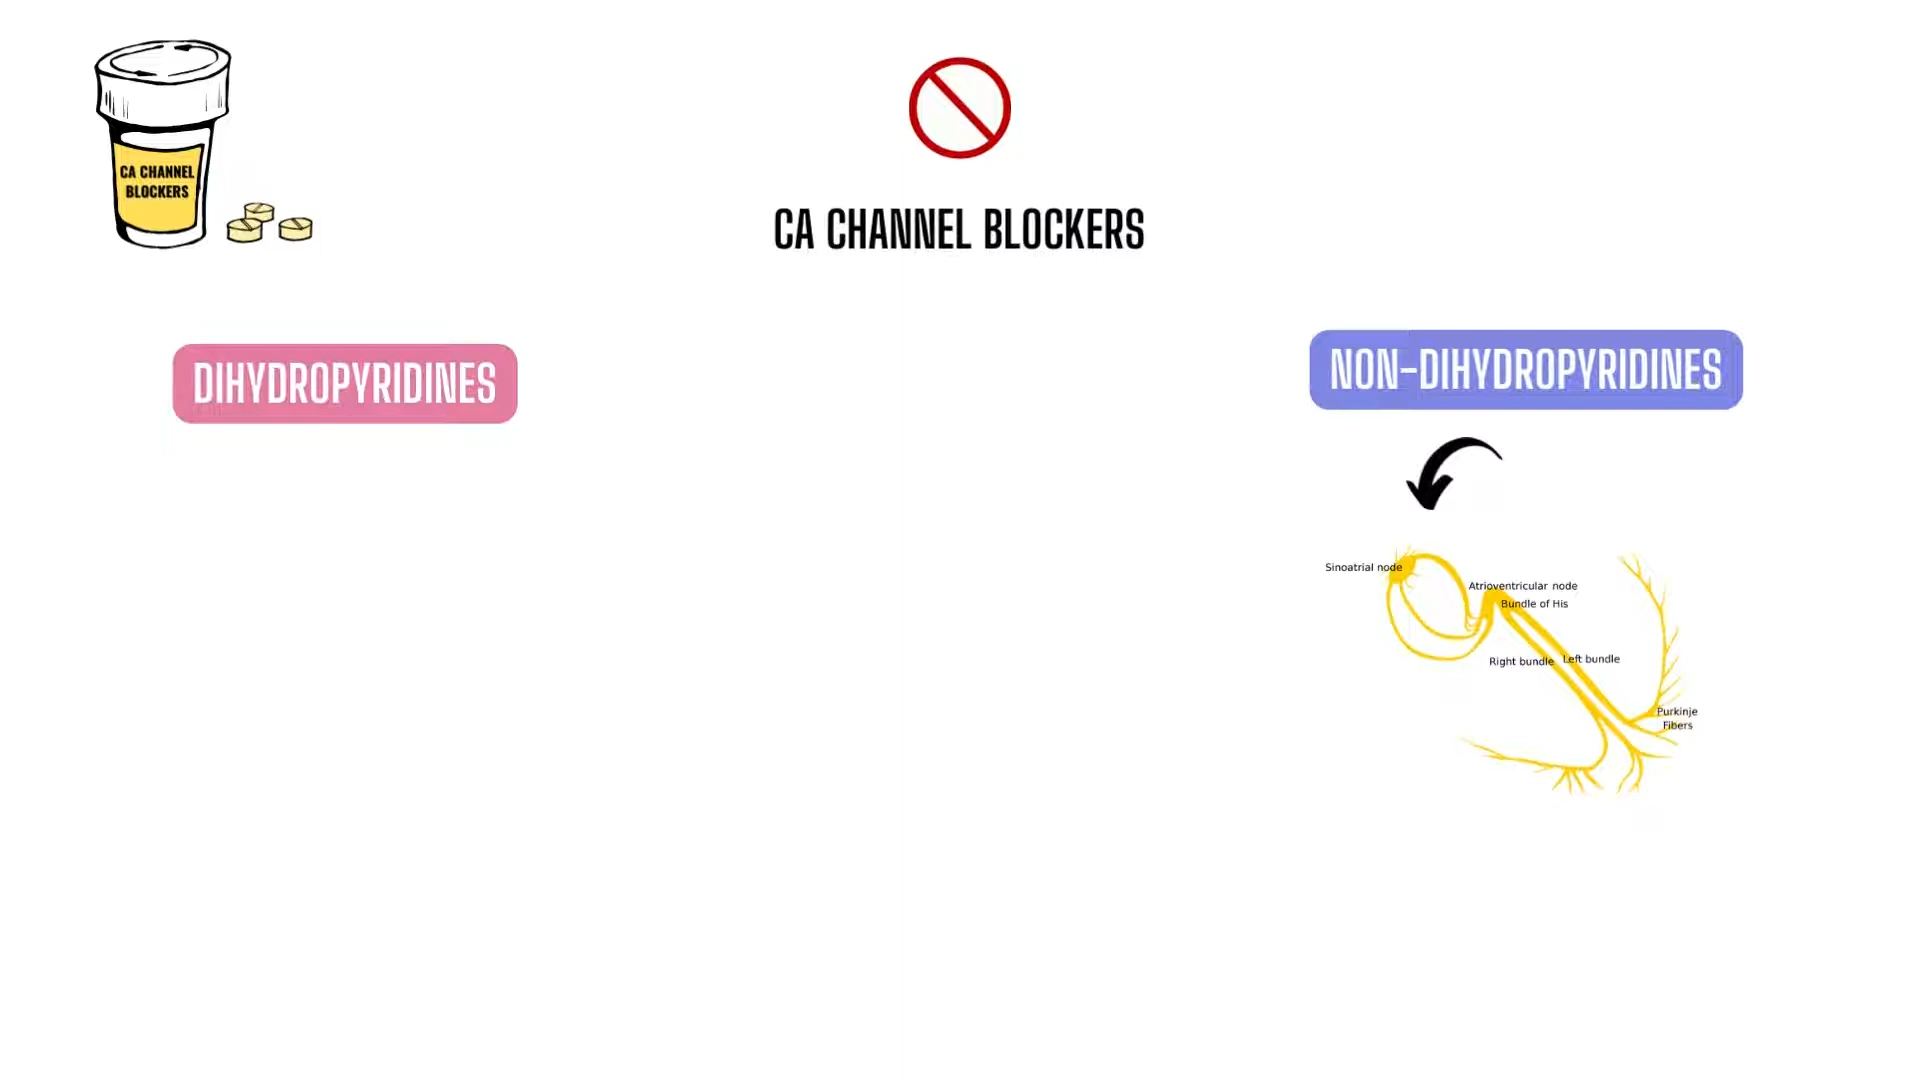 CA CHANNEL
BLOCKERS
CA CHANNEL BLOCKERS
DIHYDROPYRIDINES
NON-DIHYDROPYRIDINES
Sinoatrial node
Atrioventricular node
Bundle of His
Right bundle
Left bundle
Purkinje
Fibers